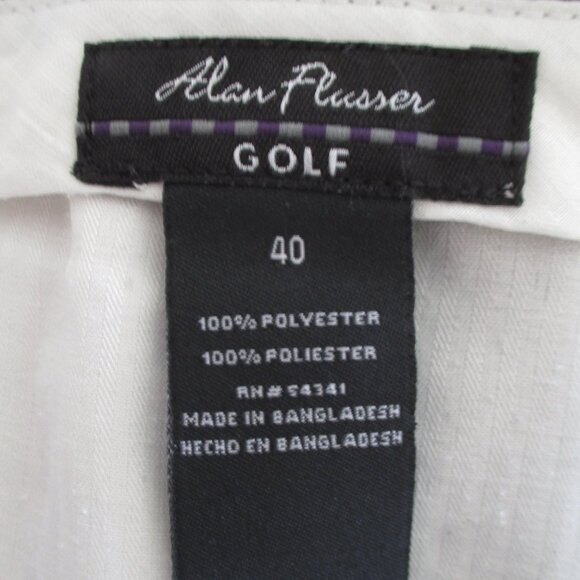 Alan Flusser
GOLF
40
100% POLYESTER
100% POLIESTER
RN# 54341
MADE IN BANGLADESH
HECHO EN BANGLADESH